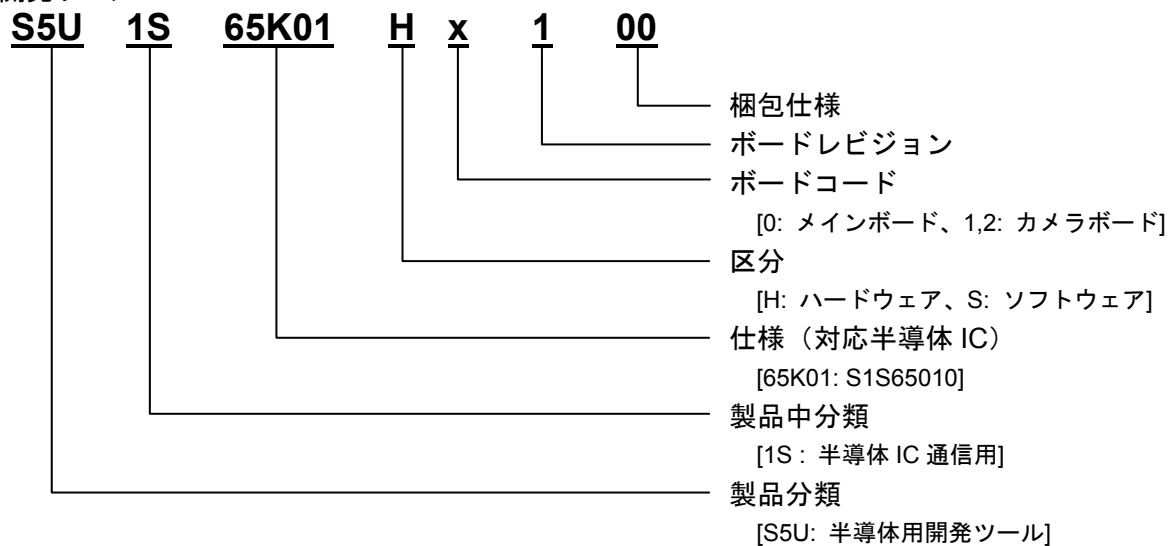 S5U 1S 65K01 H x 1 00
梱包仕様
ボードレビジョン
ボードコード
[0: メインボード、1,2: カメラボード]
区分
[H: ハードウェア、S: ソフトウェア]
仕様（対応半導体 IC）
[65K01: S1S65010]
製品中分類
[1S : 半導体 IC 通信用]
製品分類
[S5U: 半導体用開発ツール]